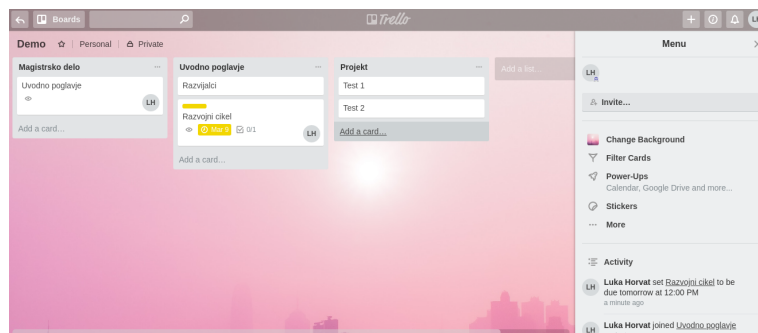 Boards
Trello
LH
Demo
Personal
Private
Magistrsko delo
Uvodno poglavje
LH
Add a card…
Uvodno poglavje
Razvijalci
Razvojni cikel
Mar 9
0/1
LH
Add a card…
Projekt
Test 1
Test 2
Add a card…
Add a list…
Menu
LH
Invite…
Change Background
Filter Cards
Power-Ups
Calendar, Google Drive and more...
Stickers
More
Activity
LH
Luka Horvat set Razvojni cikel to be
due tomorrow at 12:00 PM
a minute ago
LH
Luka Horvat joined Uvodno poglavje